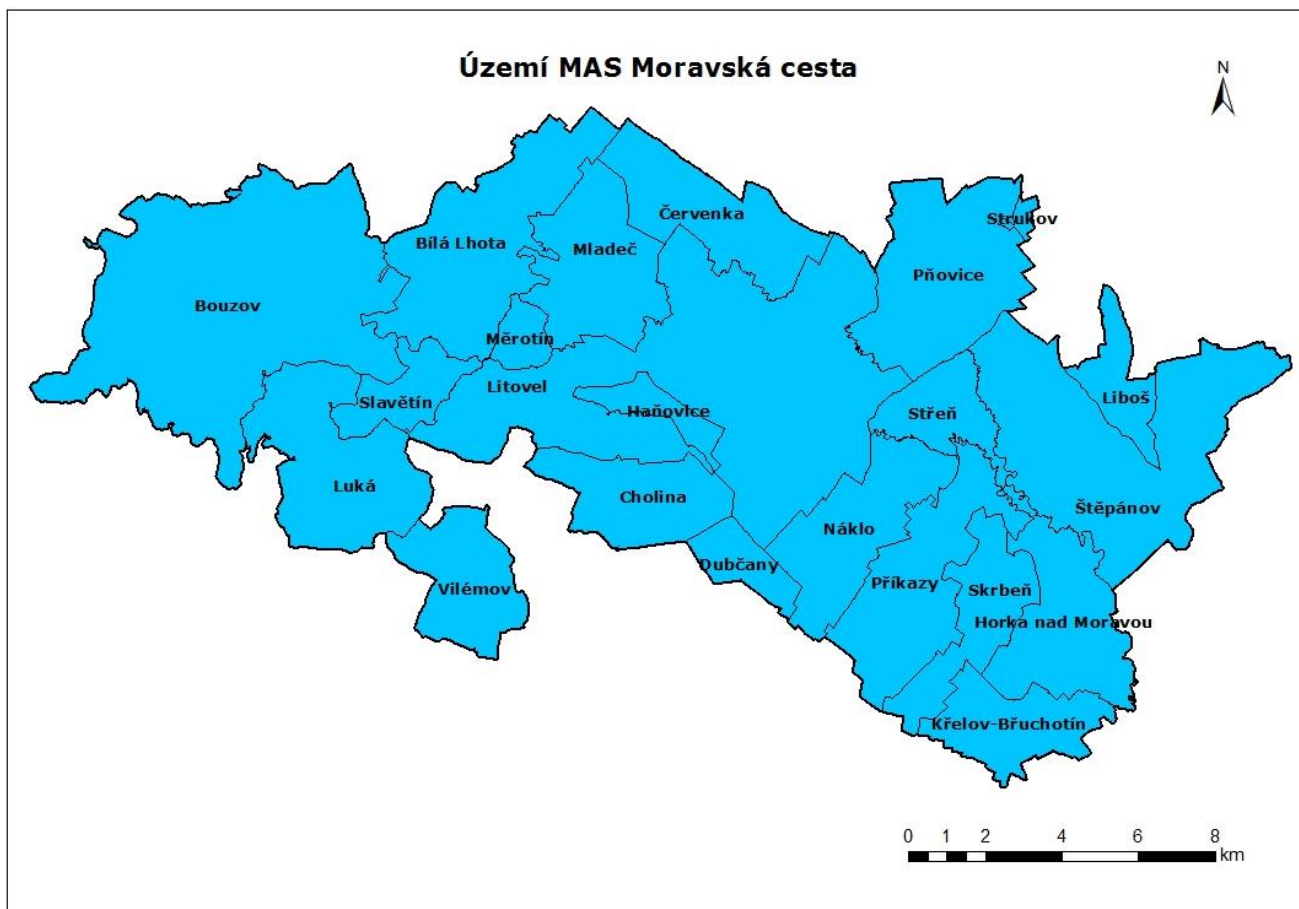 Území MAS Moravská cesta
N
Červenka
Strukov
Bílá Lhota
Mladeč
Pňovice
Bouzov
Měrotín
Litovel
Liboš
Slavětín
Haňovice
Střeň
Luká
Cholina
Štěpánov
Náklo
Dubčany
Příkazy
Skrbeň
Vilémov
Horka nad Moravou
Křelov-Břuchotín
0 1 2 4 6 8
km